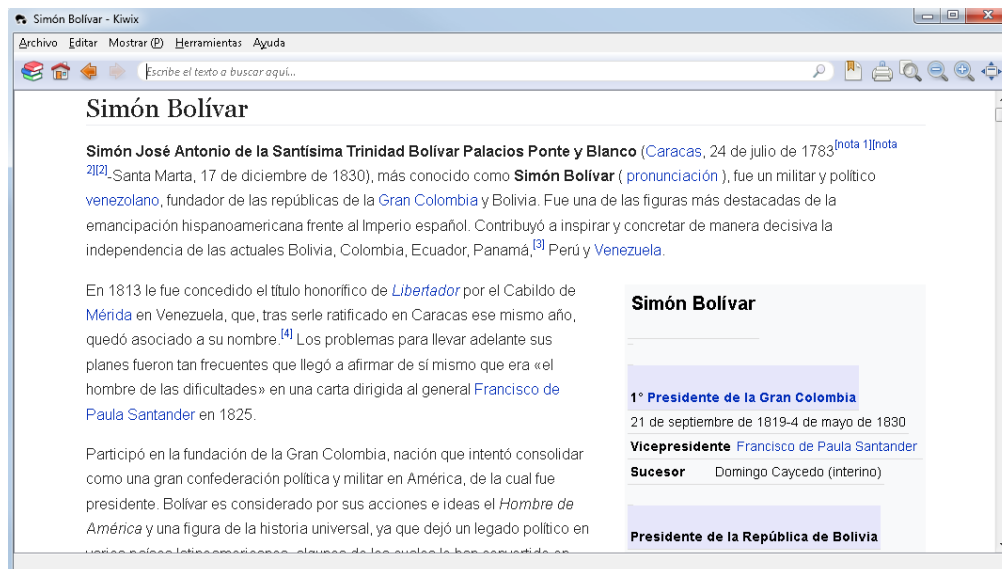 Simón Bolívar - Kiwix
Archivo Editar Mostrar (P) Herramientas Ayuda
Escribe el texto a buscar aquí...
Simón Bolívar
Simón José Antonio de la Santísima Trinidad Bolívar Palacios Ponte y Blanco (Caracas, 24 de julio de 1783[nota 1][nota
2][2]-Santa Marta, 17 de diciembre de 1830), más conocido como Simón Bolívar ( pronunciación ), fue un militar y político
venezolano, fundador de las repúblicas de la Gran Colombia y Bolivia. Fue una de las figuras más destacadas de la
emancipación hispanoamericana frente al Imperio español. Contribuyó a inspirar y concretar de manera decisiva la
independencia de las actuales Bolivia, Colombia, Ecuador, Panamá,[3] Perú y Venezuela.
En 1813 le fue concedido el título honorífico de Libertador por el Cabildo de
Mérida en Venezuela, que, tras serle ratificado en Caracas ese mismo año,
quedó asociado a su nombre.[4] Los problemas para llevar adelante sus
planes fueron tan frecuentes que llegó a afirmar de sí mismo que era «el
hombre de las dificultades» en una carta dirigida al general Francisco de
Paula Santander en 1825.
Participó en la fundación de la Gran Colombia, nación que intentó consolidar
como una gran confederación política y militar en América, de la cual fue
presidente. Bolívar es considerado por sus acciones e ideas el Hombre de
América y una figura de la historia universal, ya que dejó un legado político en
varios países latinoamericanos, algunos de los cuales le han convertido en
Simón Bolívar
1° Presidente de la Gran Colombia
21 de septiembre de 1819-4 de mayo de 1830
Vicepresidente Francisco de Paula Santander
Sucesor Domingo Caycedo (interino)
Presidente de la República de Bolivia